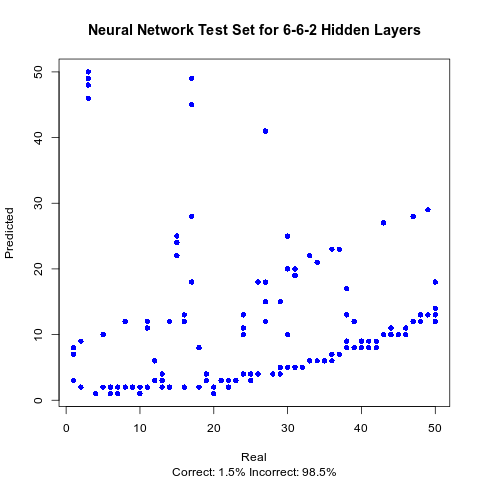 Neural Network Test Set for 6-6-2 Hidden Layers
Predicted
50
40
30
20
10
0
0 10 20 30 40 50
Real
Correct: 1.5% Incorrect: 98.5%